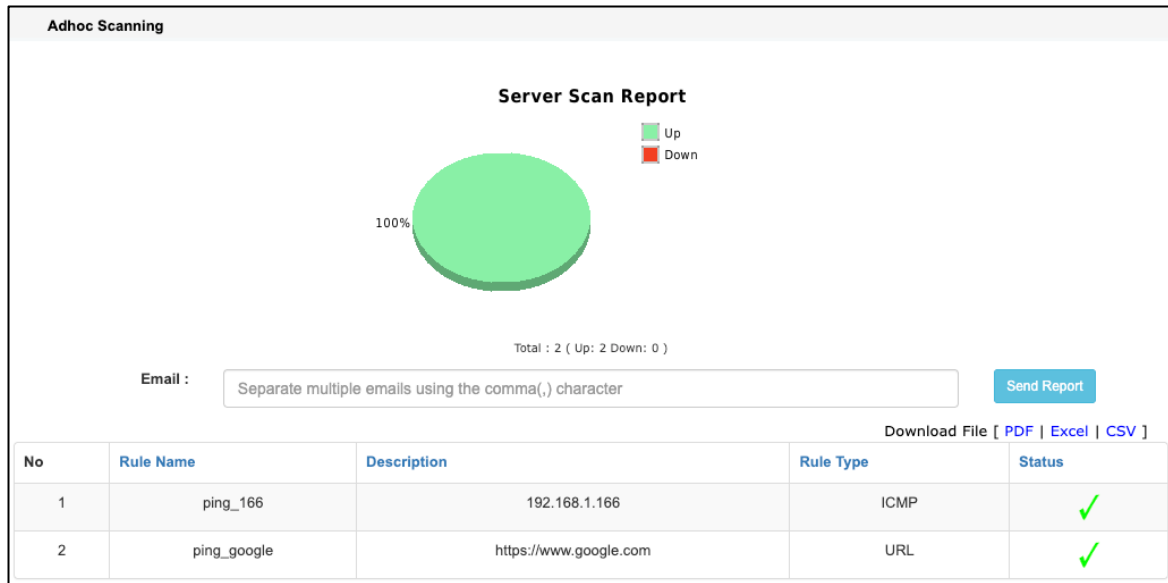 Adhoc Scanning
Server Scan Report
Up
Down
100%
Total : 2 ( Up: 2 Down: 0 )
Email :
Separate multiple emails using the comma(,) character
Send Report
Download File [ PDF | Excel | CSV ]
No Rule Name Description Rule Type Status
1 ping_166 192.168.1.166 ICMP ✓
2 ping_google https://www.google.com URL ✓